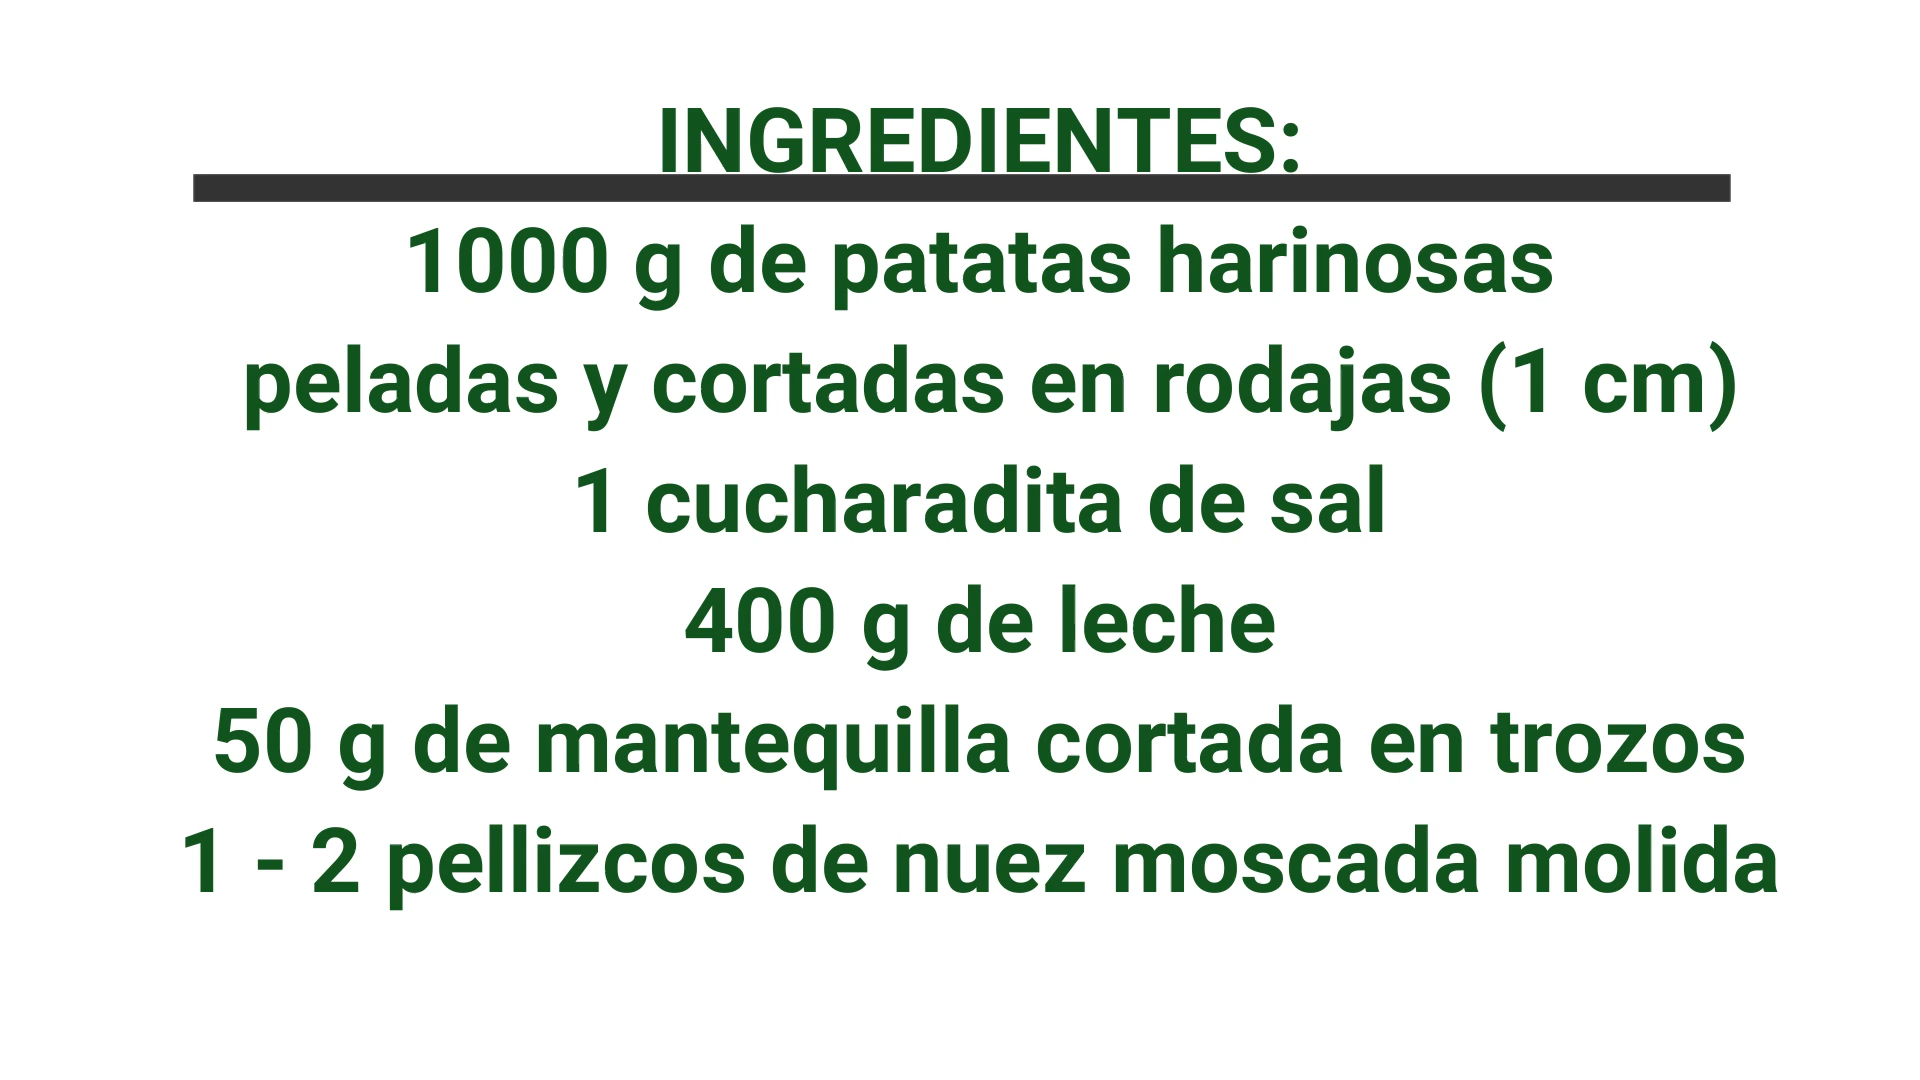 INGREDIENTES:
1000 g de patatas harinosas
peladas y cortadas en rodajas (1 cm)
1 cucharadita de sal
400 g de leche
50 g de mantequilla cortada en trozos
1 - 2 pellizcos de nuez moscada molida